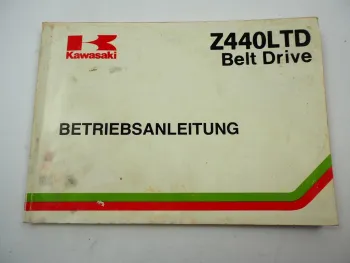 Kawasaki
Z440LTD
Belt Drive
BETRIEBSANLEITUNG